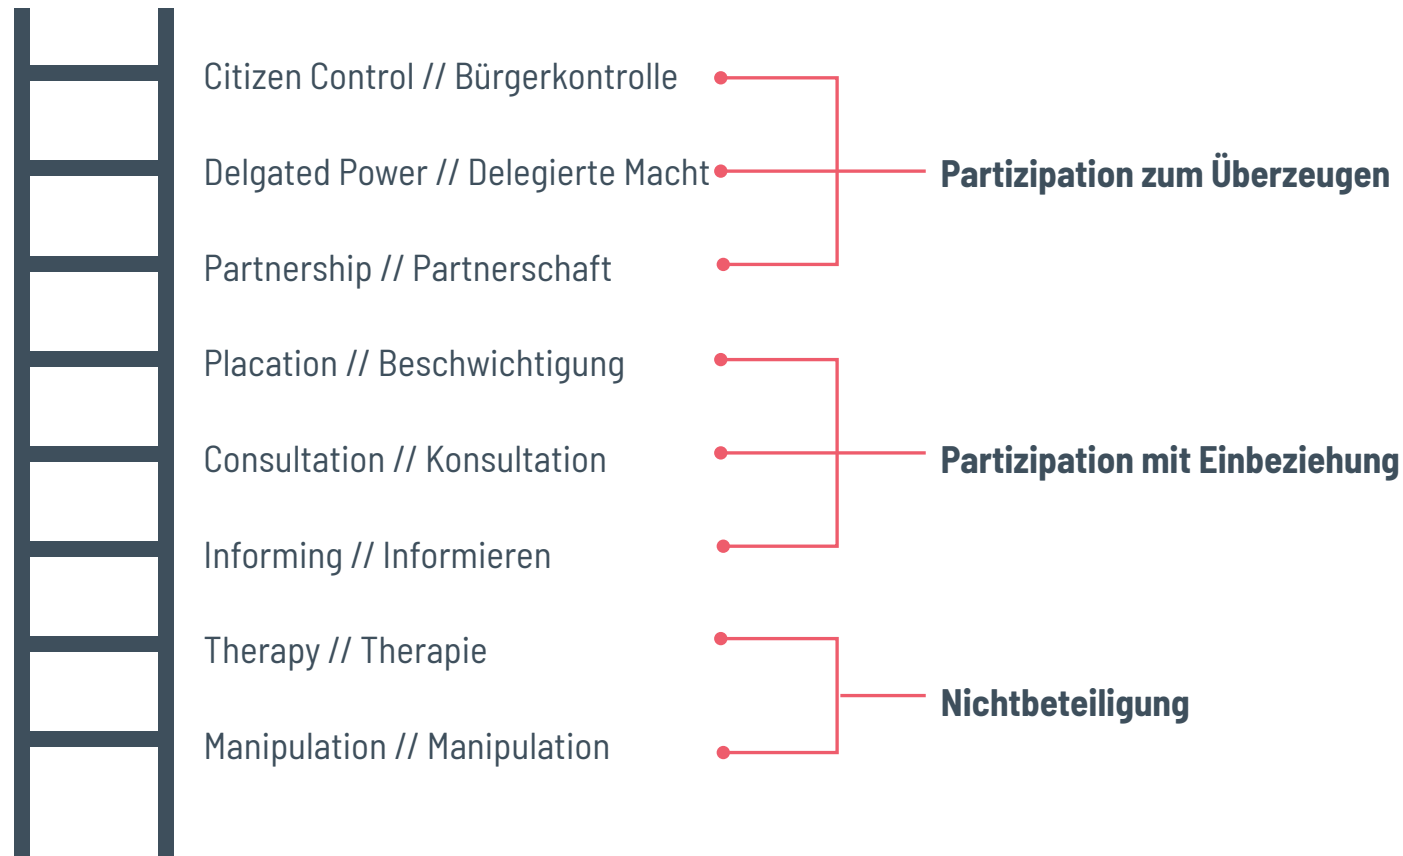 Citizen Control // Bürgerkontrolle
Delgated Power // Delegierte Macht
Partnership // Partnerschaft
Partizipation zum Überzeugen
Placation // Beschwichtigung
Consultation // Konsultation
Informing // Informieren
Partizipation mit Einbeziehung
Therapy // Therapie
Manipulation // Manipulation
Nichtbeteiligung